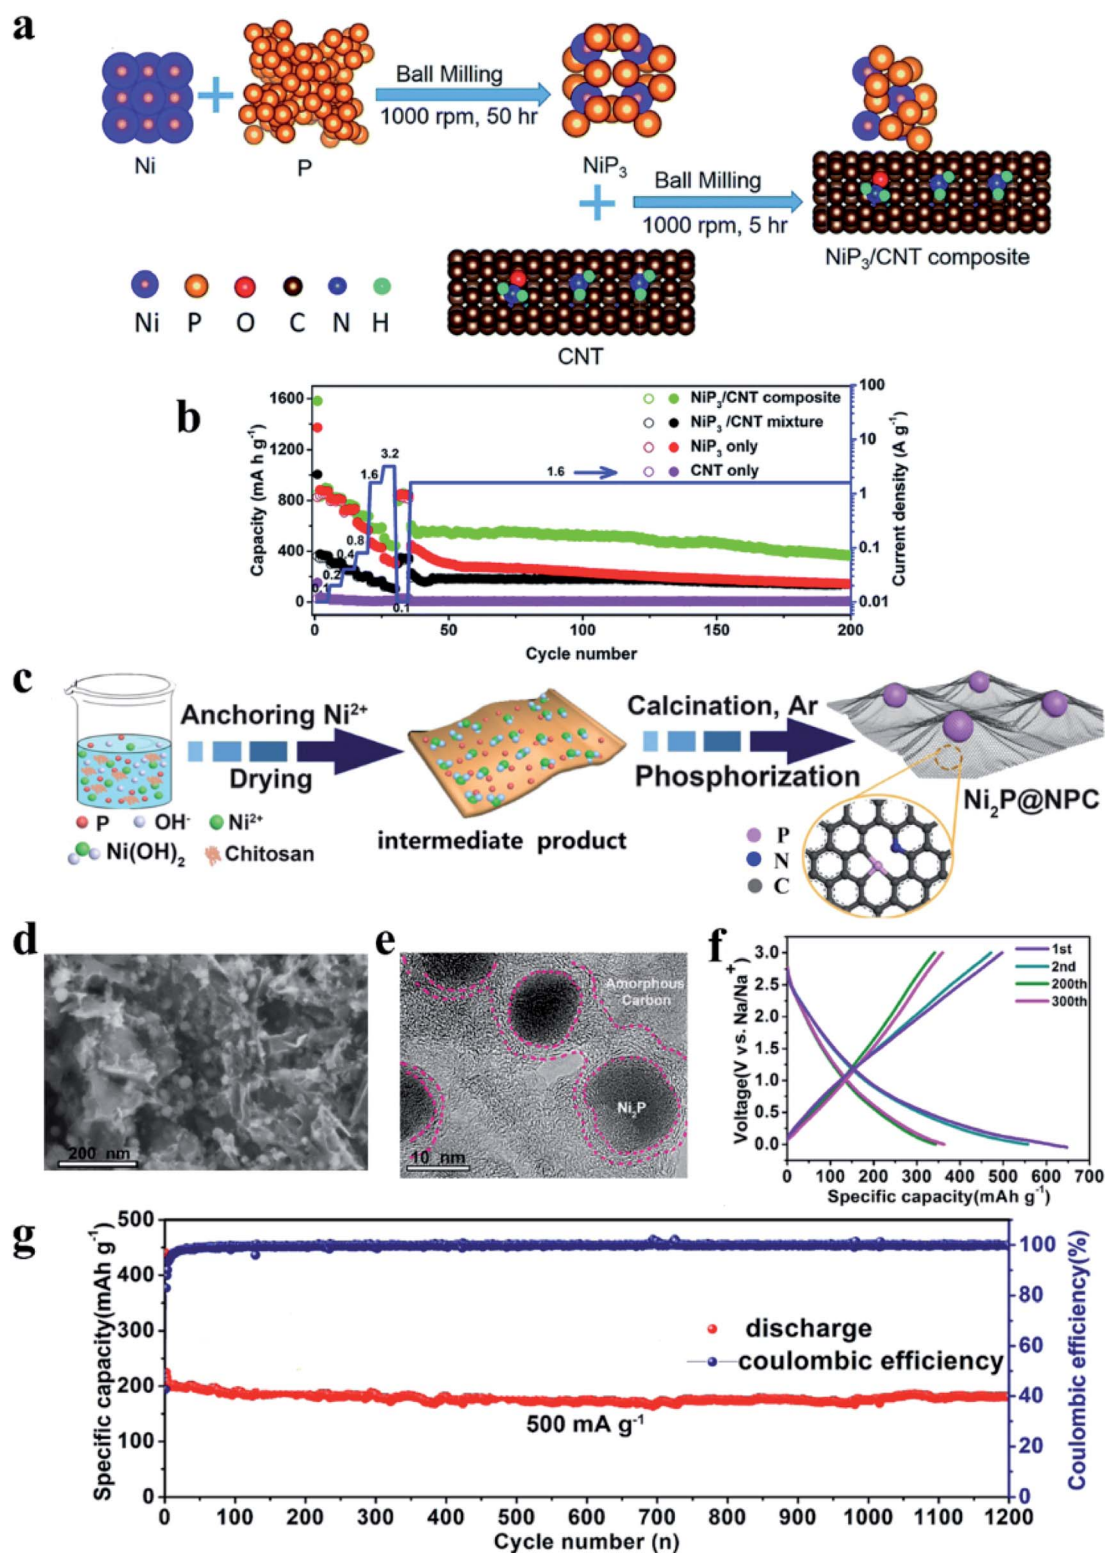 a
Ball Milling
1000 rpm, 50 hr
Ni
P
NiP₃
Ball Milling
1000 rpm, 5 hr
NiP₃/CNT composite
Ni P O C N H
CNT
b
Capacity (mA h g⁻¹)
1600
1200
800
400
0
0.1
0.2
0.4
0.8
1.6
3.2
0.1
1.6
NiP₃/CNT composite
NiP₃ /CNT mixture
NiP₃ only
CNT only
100
10
1
0.1
0.01
Current density (A g⁻¹)
0 50 100 150 200
Cycle number
c
Anchoring Ni²⁺
Drying
P OH⁻ Ni²⁺
Ni(OH)₂ Chitosan
intermediate product
Calcination, Ar
Phosphorization
Ni₂P@NPC
P
N
C
d
200 nm
e
Amorphous
Carbon
Ni₂P
10 nm
f
Voltage(V vs. Na/Na⁺)
3.0
2.5
2.0
1.5
1.0
0.5
0.0
1st
2nd
200th
300th
0 100 200 300 400 500 600 700
Specific capacity(mAh g⁻¹)
g
Specific capacity(mAh g⁻¹)
500
400
300
200
100
0
discharge
coulombic efficiency
500 mA g⁻¹
100
80
60
40
20
0
Coulombic efficiency(%)
0 100 200 300 400 500 600 700 800 900 1000 1100 1200
Cycle number (n)